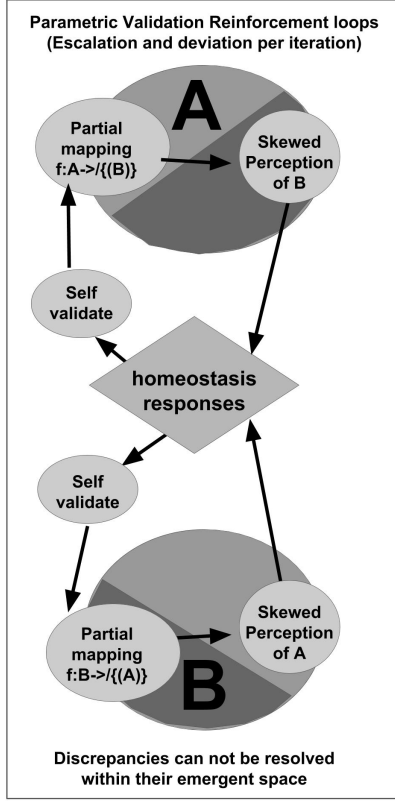 Parametric Validation Reinforcement loops
(Escalation and deviation per iteration)
A
Partial
mapping
f:A->/{(B)}
Skewed
Perception
of B
Self
validate
homeostasis
responses
Self
validate
Partial
mapping
f:B->/{(A)}
Skewed
Perception
of A
B
Discrepancies can not be resolved
within their emergent space